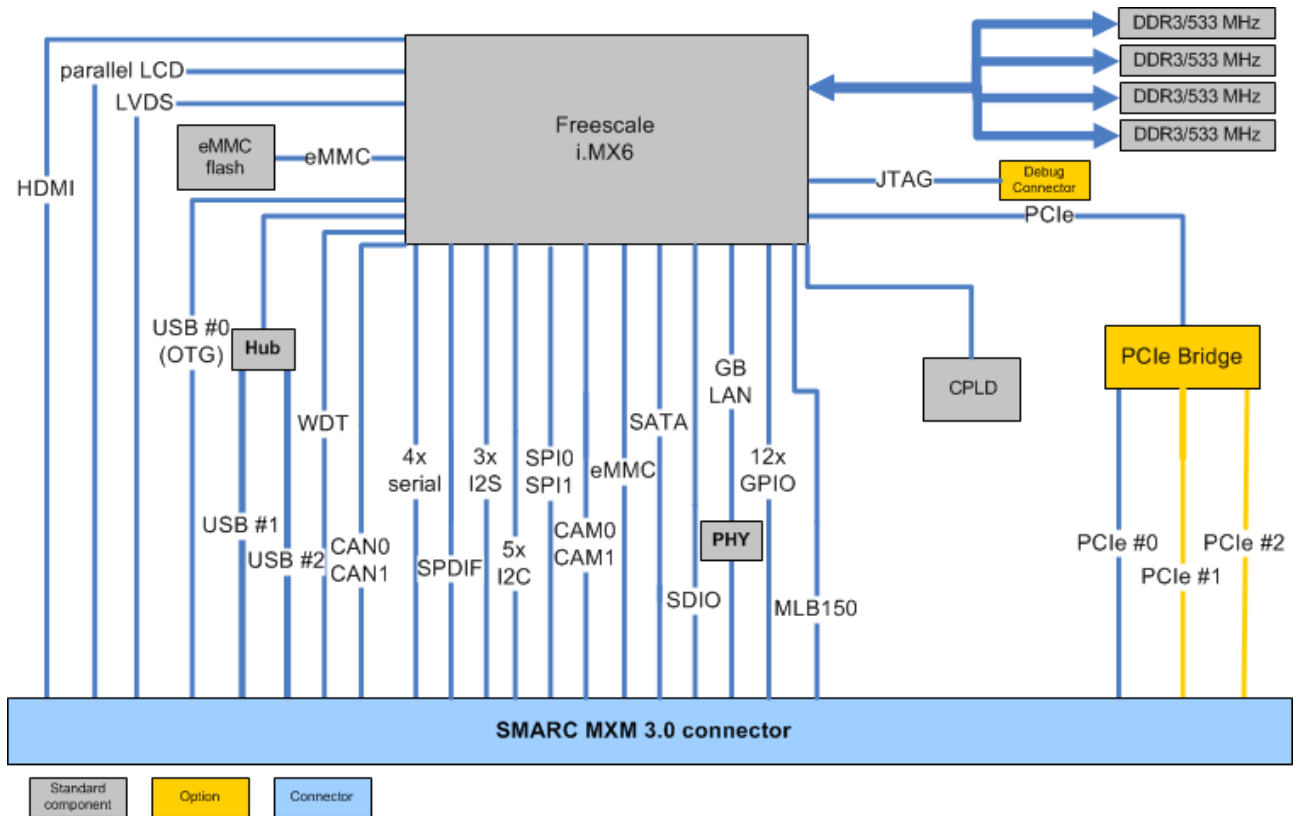 DDR3/533 MHz
DDR3/533 MHz
DDR3/533 MHz
DDR3/533 MHz
parallel LCD
LVDS
HDMI
eMMC
flash
eMMC
Freescale
i.MX6
JTAG
Debug
Connector
PCIe
USB #0
(OTG)
Hub
WDT
USB #1
USB #2
CAN0
CAN1
4x
serial
SPDIF
3x
I2S
5x
I2C
SPI0
SPI1
CAM0
CAM1
eMMC
SATA
SDIO
GB
LAN
PHY
12x
GPIO
MLB150
CPLD
PCIe Bridge
PCIe #0
PCIe #1
PCIe #2
SMARC MXM 3.0 connector
Standard
component
Option
Connector